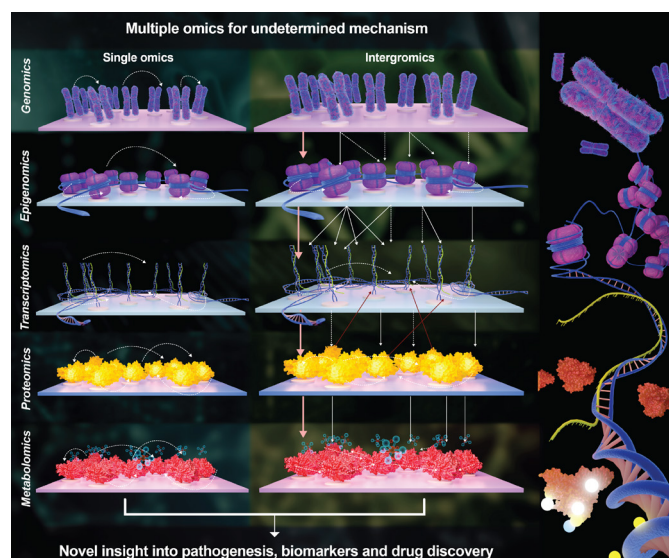 Multiple omics for undetermined mechanism
Single omics
Intergromics
Genomics
Epigenomics
Transcriptomics
Proteomics
Metabolomics
Novel insight into pathogenesis, biomarkers and drug discovery